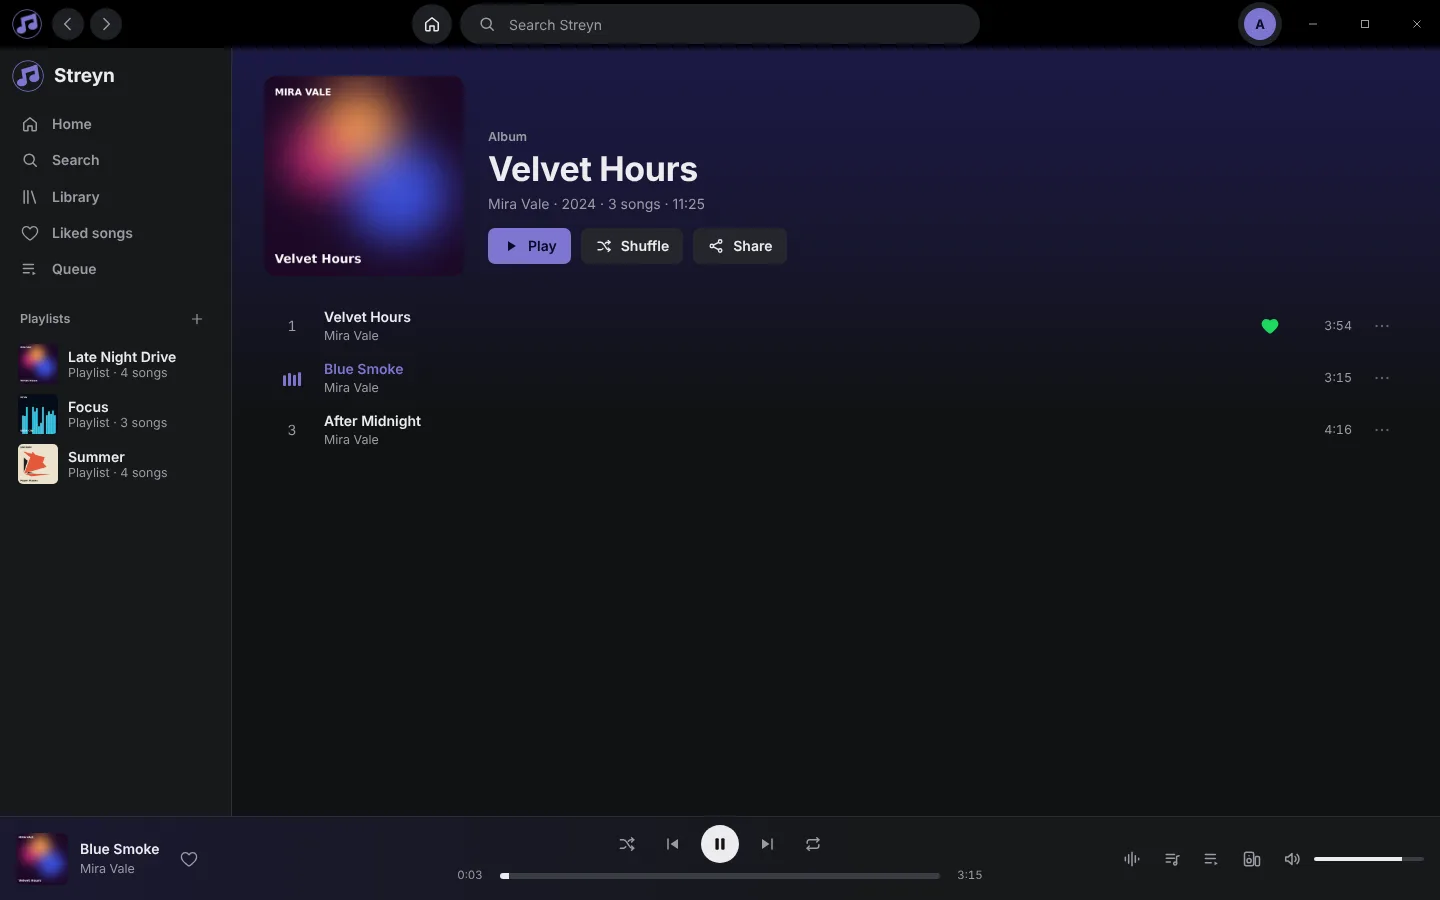 Search Streyn
A
Streyn
Home
Search
Library
Liked songs
Queue
Playlists
Late Night Drive
Playlist · 4 songs
Focus
Playlist · 3 songs
Summer
Playlist · 4 songs
MIRA VALE
Velvet Hours
Album
Velvet Hours
Mira Vale · 2024 · 3 songs · 11:25
Play
Shuffle
Share
1
Velvet Hours
Mira Vale
3:54
Blue Smoke
Mira Vale
3:15
3
After Midnight
Mira Vale
4:16
Blue Smoke
Mira Vale
0:03
3:15